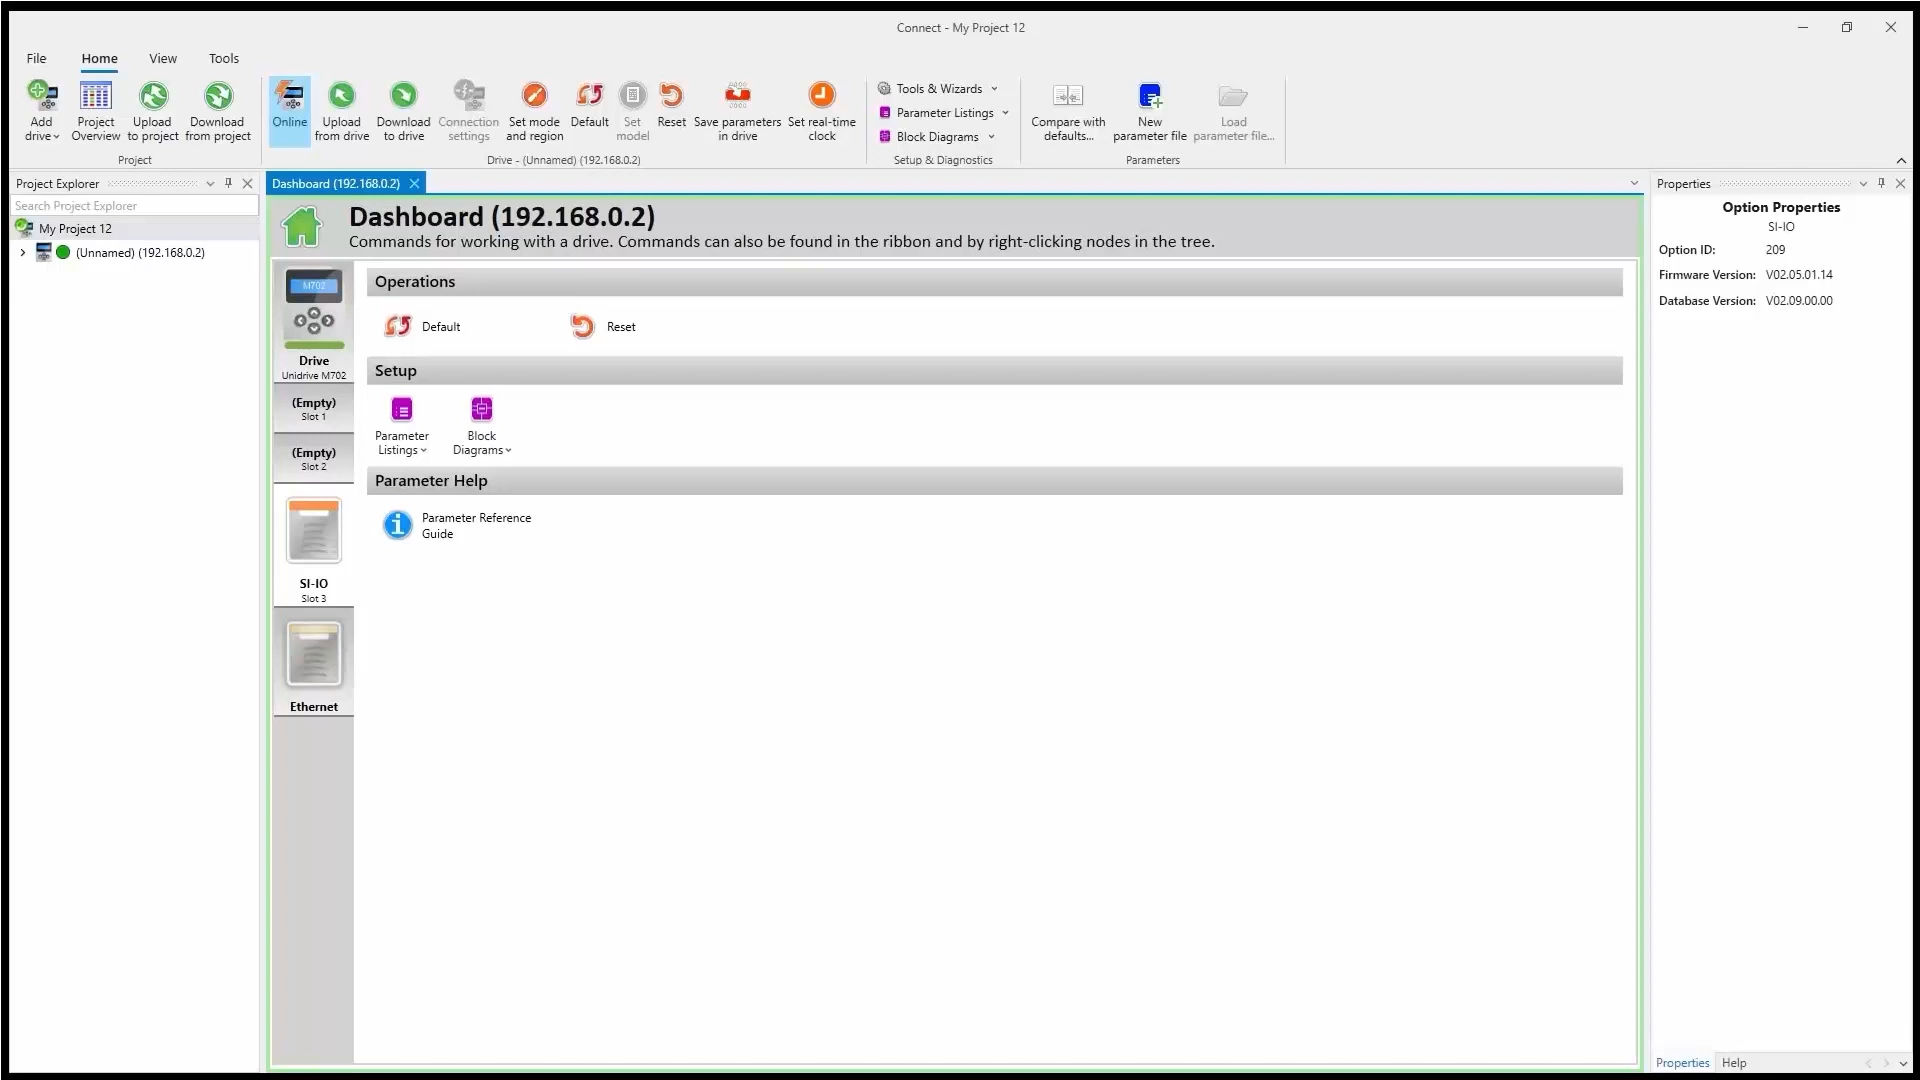 Connect - My Project 12
File Home View Tools
Add drive
Project Overview
Upload to project
Download from project
Online
Upload from drive
Download to drive
Connection settings
Set mode and region
Default
Set model
Reset
Save parameters in drive
Set real-time clock
Tools & Wizards
Parameter Listings
Block Diagrams
Compare with defaults...
New parameter file
Load parameter file...
Project
Drive - (Unnamed) (192.168.0.2)
Setup & Diagnostics
Parameters
Project Explorer
Search Project Explorer
My Project 12
(Unnamed) (192.168.0.2)
Dashboard (192.168.0.2)
Dashboard (192.168.0.2)
Commands for working with a drive. Commands can also be found in the ribbon and by right-clicking nodes in the tree.
M702
Drive
Unidrive M702
(Empty)
Slot 1
(Empty)
Slot 2
SI-IO
Slot 3
Ethernet
Operations
Default
Reset
Setup
Parameter
Listings
Block
Diagrams
Parameter Help
Parameter Reference
Guide
Properties
Option Properties
SI-IO
Option ID: 209
Firmware Version: V02.05.01.14
Database Version: V02.09.00.00
Properties Help